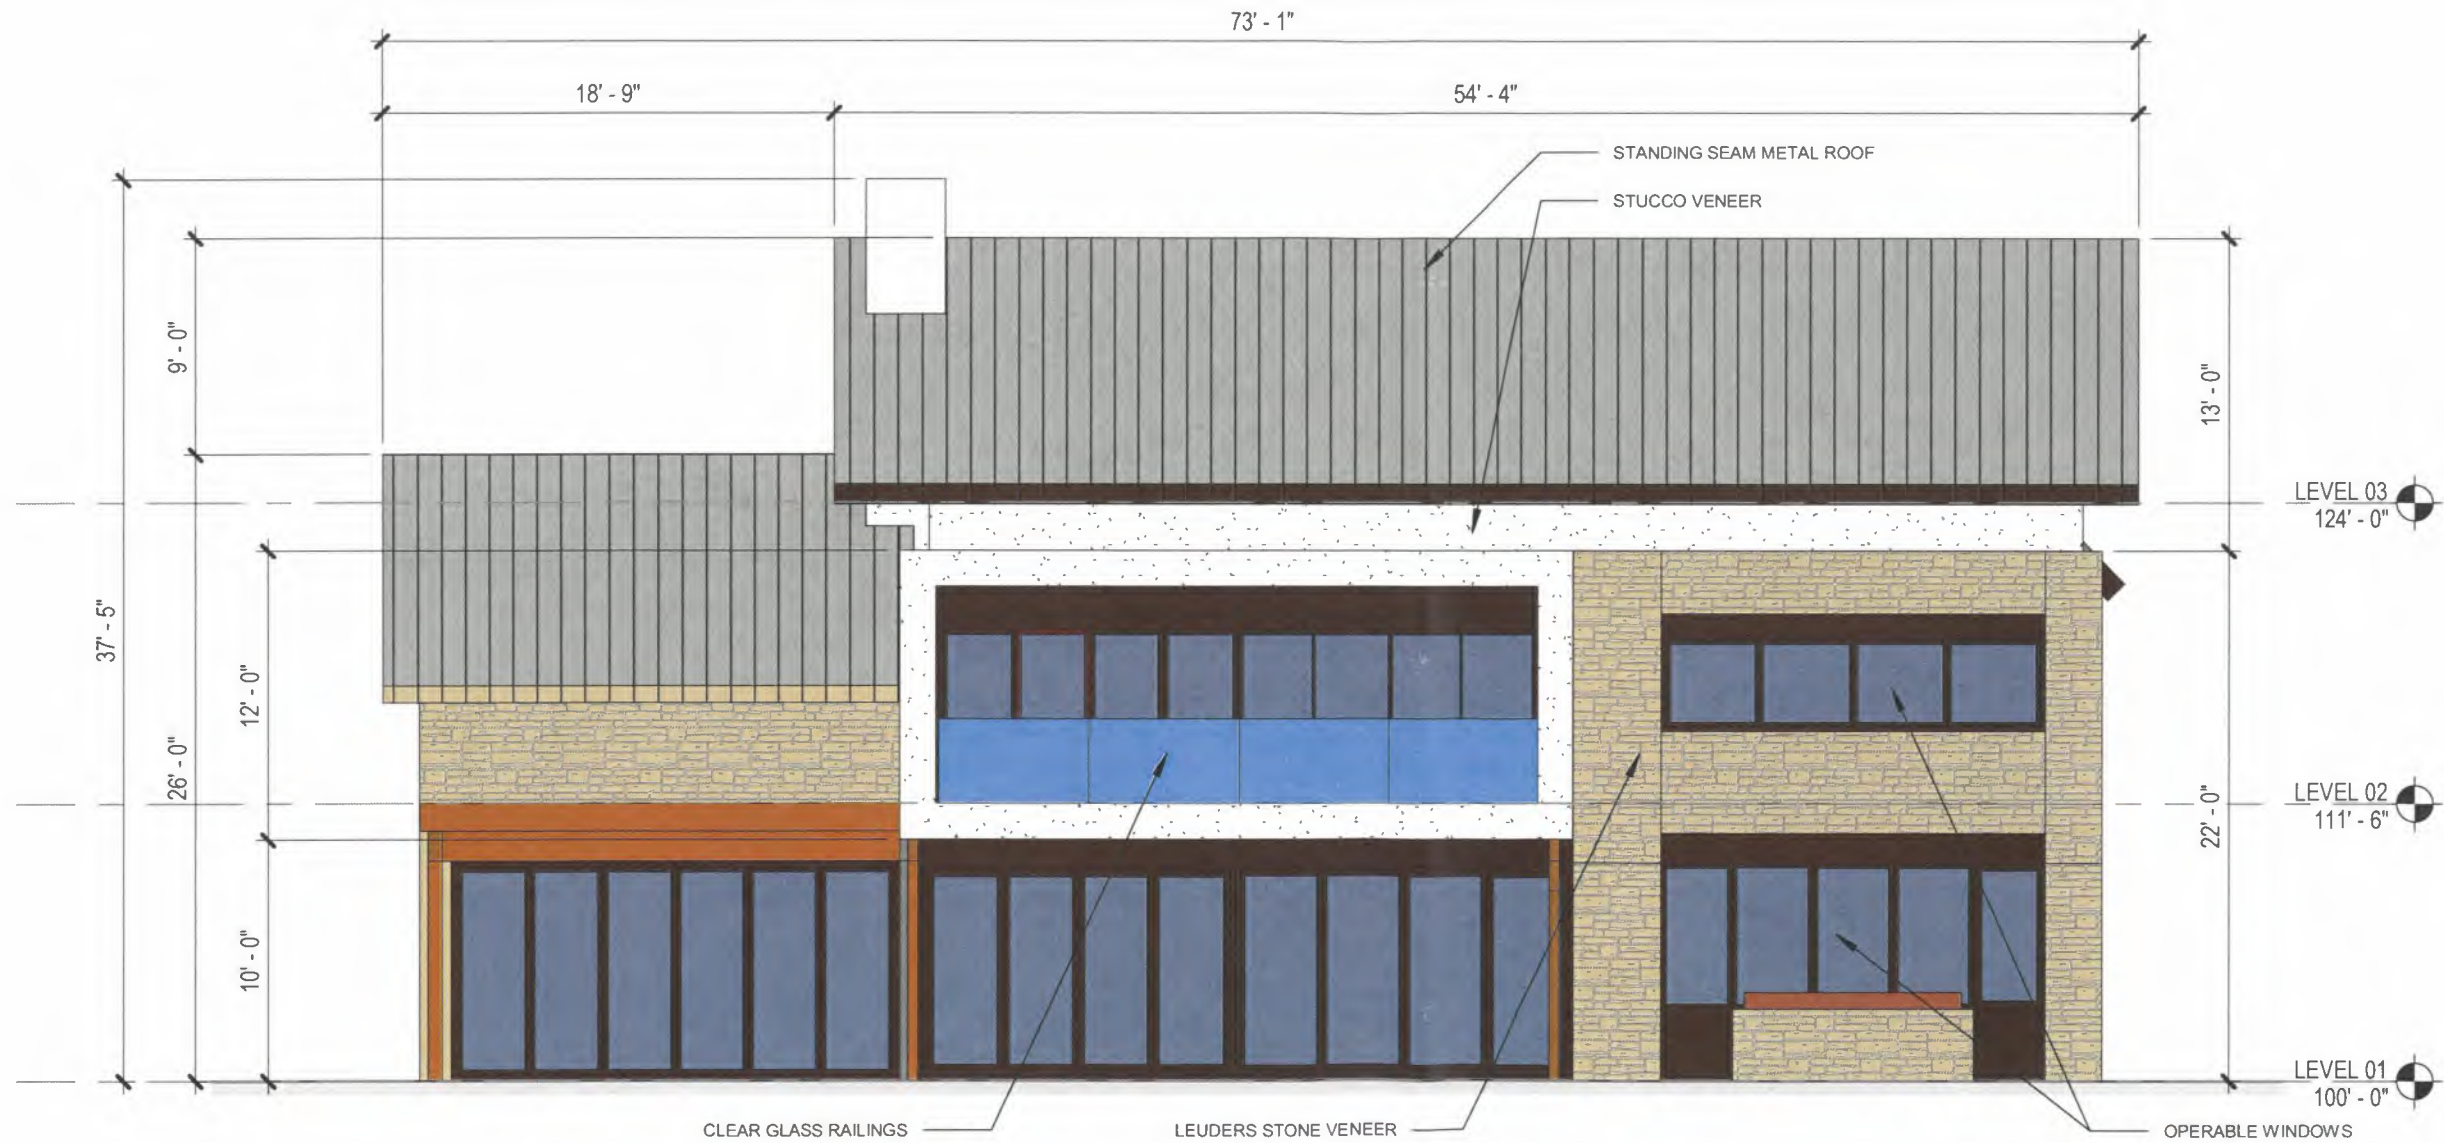 73' - 1"
18' - 9"
54' - 4"
STANDING SEAM METAL ROOF
STUCCO VENEER
9' - 0"
13' - 0"
LEVEL 03
124' - 0"
37' - 5"
12' - 0"
26' - 0"
LEVEL 02
111' - 6"
22' - 0"
10' - 0"
LEVEL 01
100' - 0"
CLEAR GLASS RAILINGS
LEUDERS STONE VENEER
OPERABLE WINDOWS